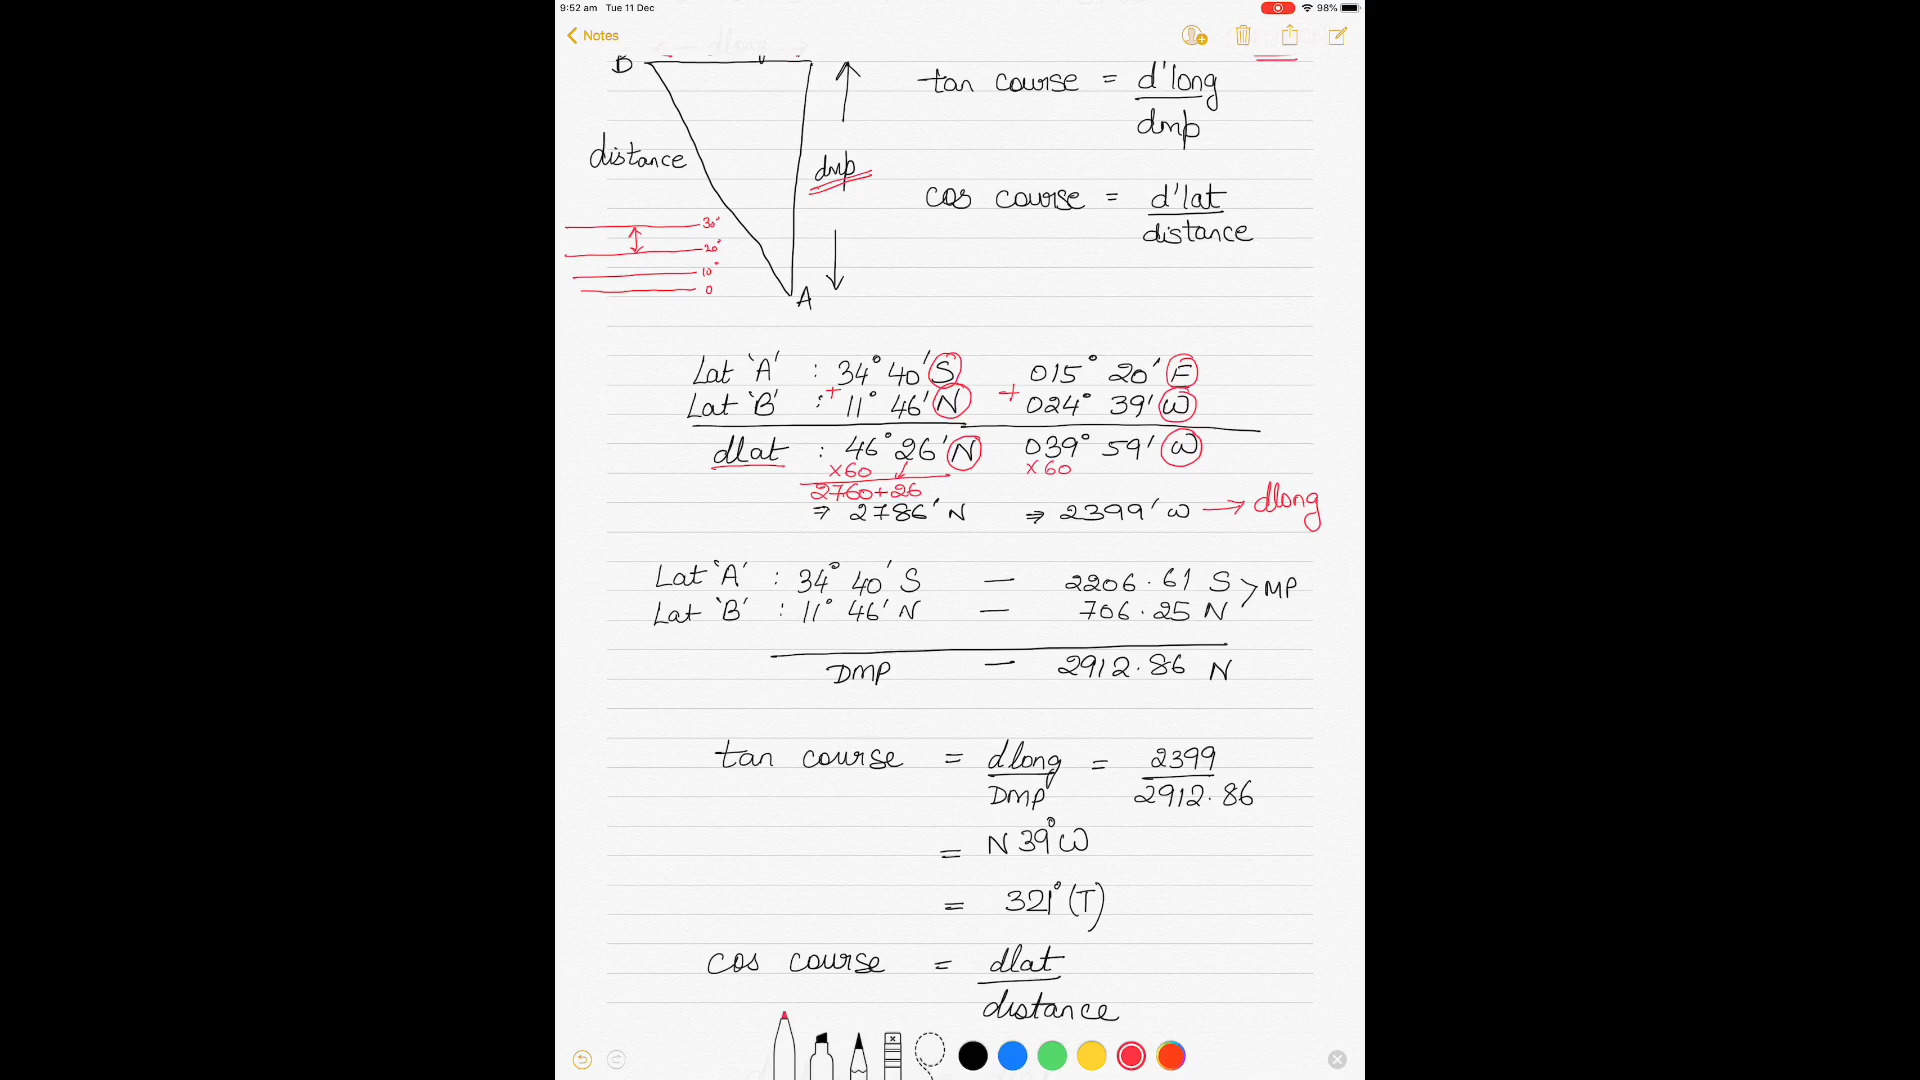 9:52 am Tue 11 Dec 98%
Notes
B
distance
dmp
A
30°
20°
10°
0
tan course = d'long
dmp
cos course = d'lat
distance
Lat 'A' : 34° 40' S 015° 20' E
Lat 'B' : + 11° 46' N + 024° 39' W
dlat : 46° 26' N 039° 59' W
×60 ×60
2760+26
⇒ 2786' N ⇒ 2399' W → dlong
Lat 'A' : 34° 40' S — 2206.61 S
Lat 'B' : 11° 46' N — 706.25 N > MP
DMP — 2912.86 N
tan course = dlong = 2399
DMP 2912.86
= N 39° W
= 321° (T)
cos course = dlat
distance